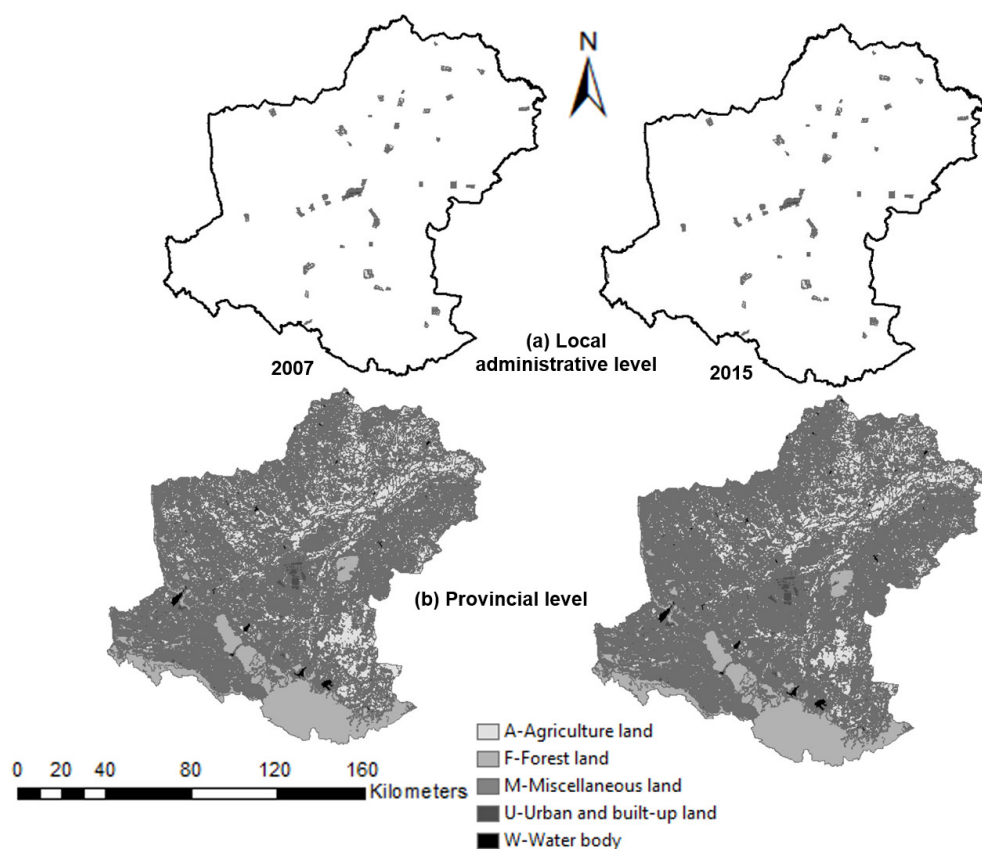 N
(a) Local
administrative level
2007
2015
(b) Provincial level
A-Agriculture land
F-Forest land
M-Miscellaneous land
U-Urban and built-up land
W-Water body
0 20 40 80 120 160
Kilometers